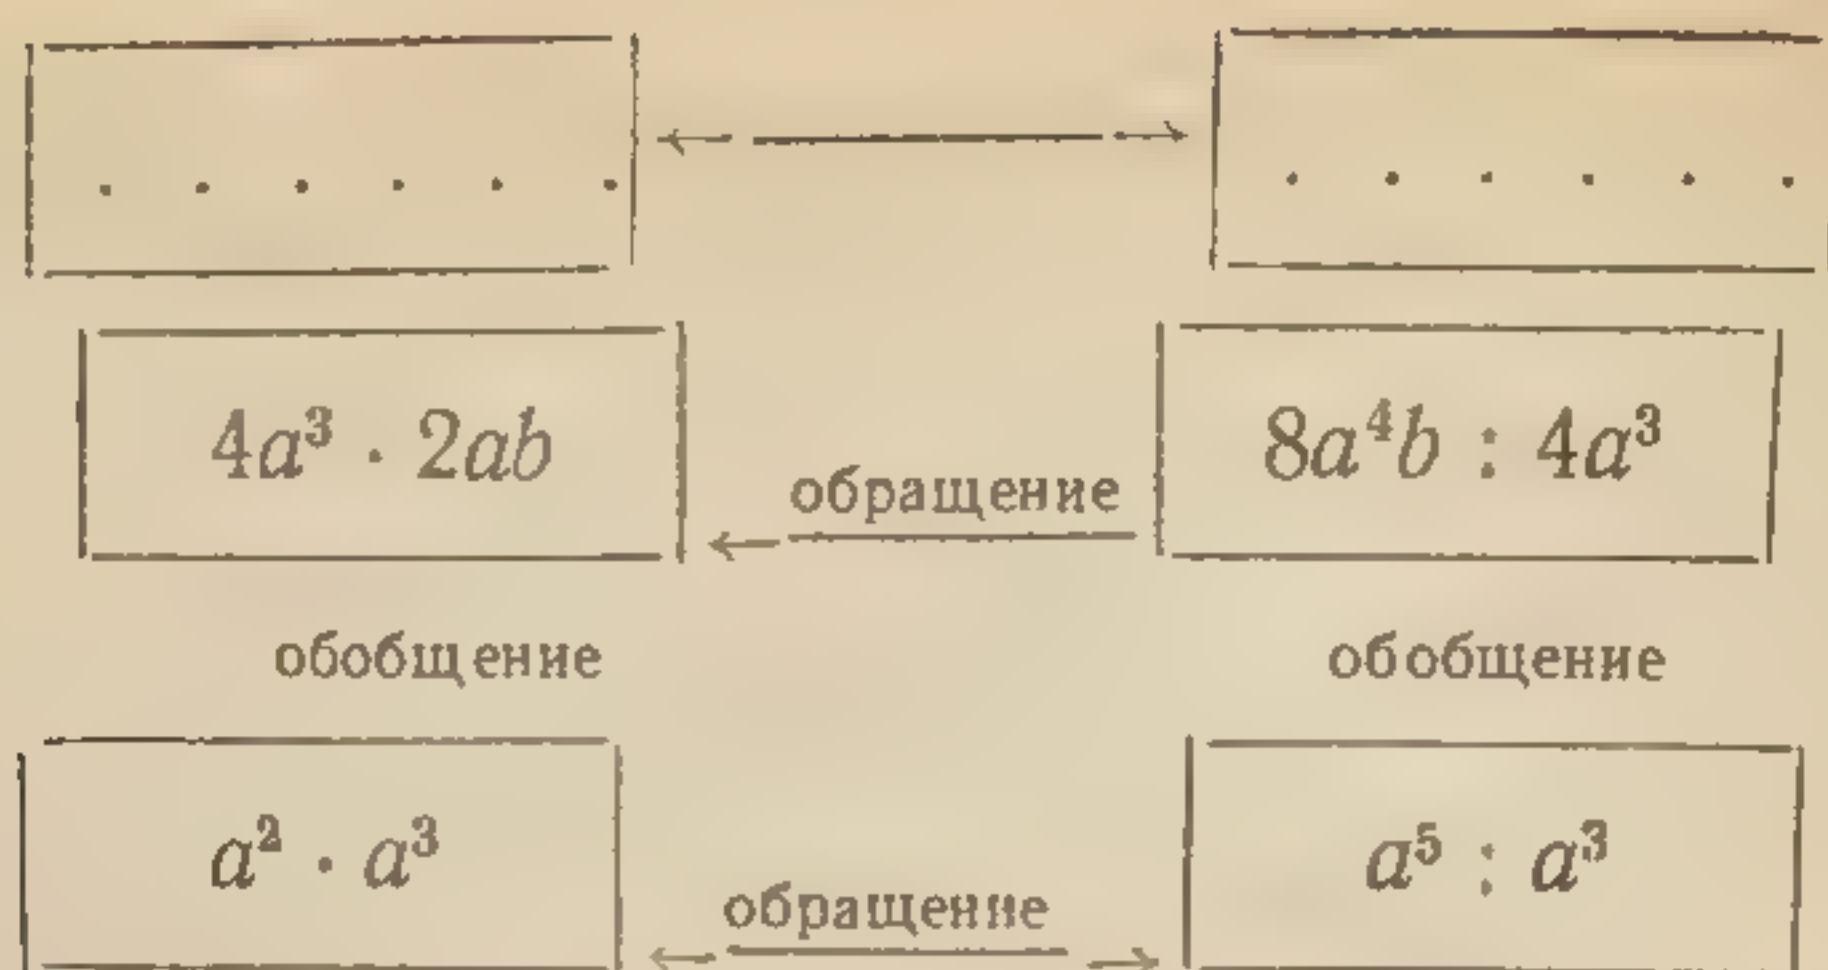 . . . . . . . . . . . .
4a³ · 2ab 8a⁴b : 4a³
обращение
обобщение обобщение
a² · a³ a⁵ : a³
обращение